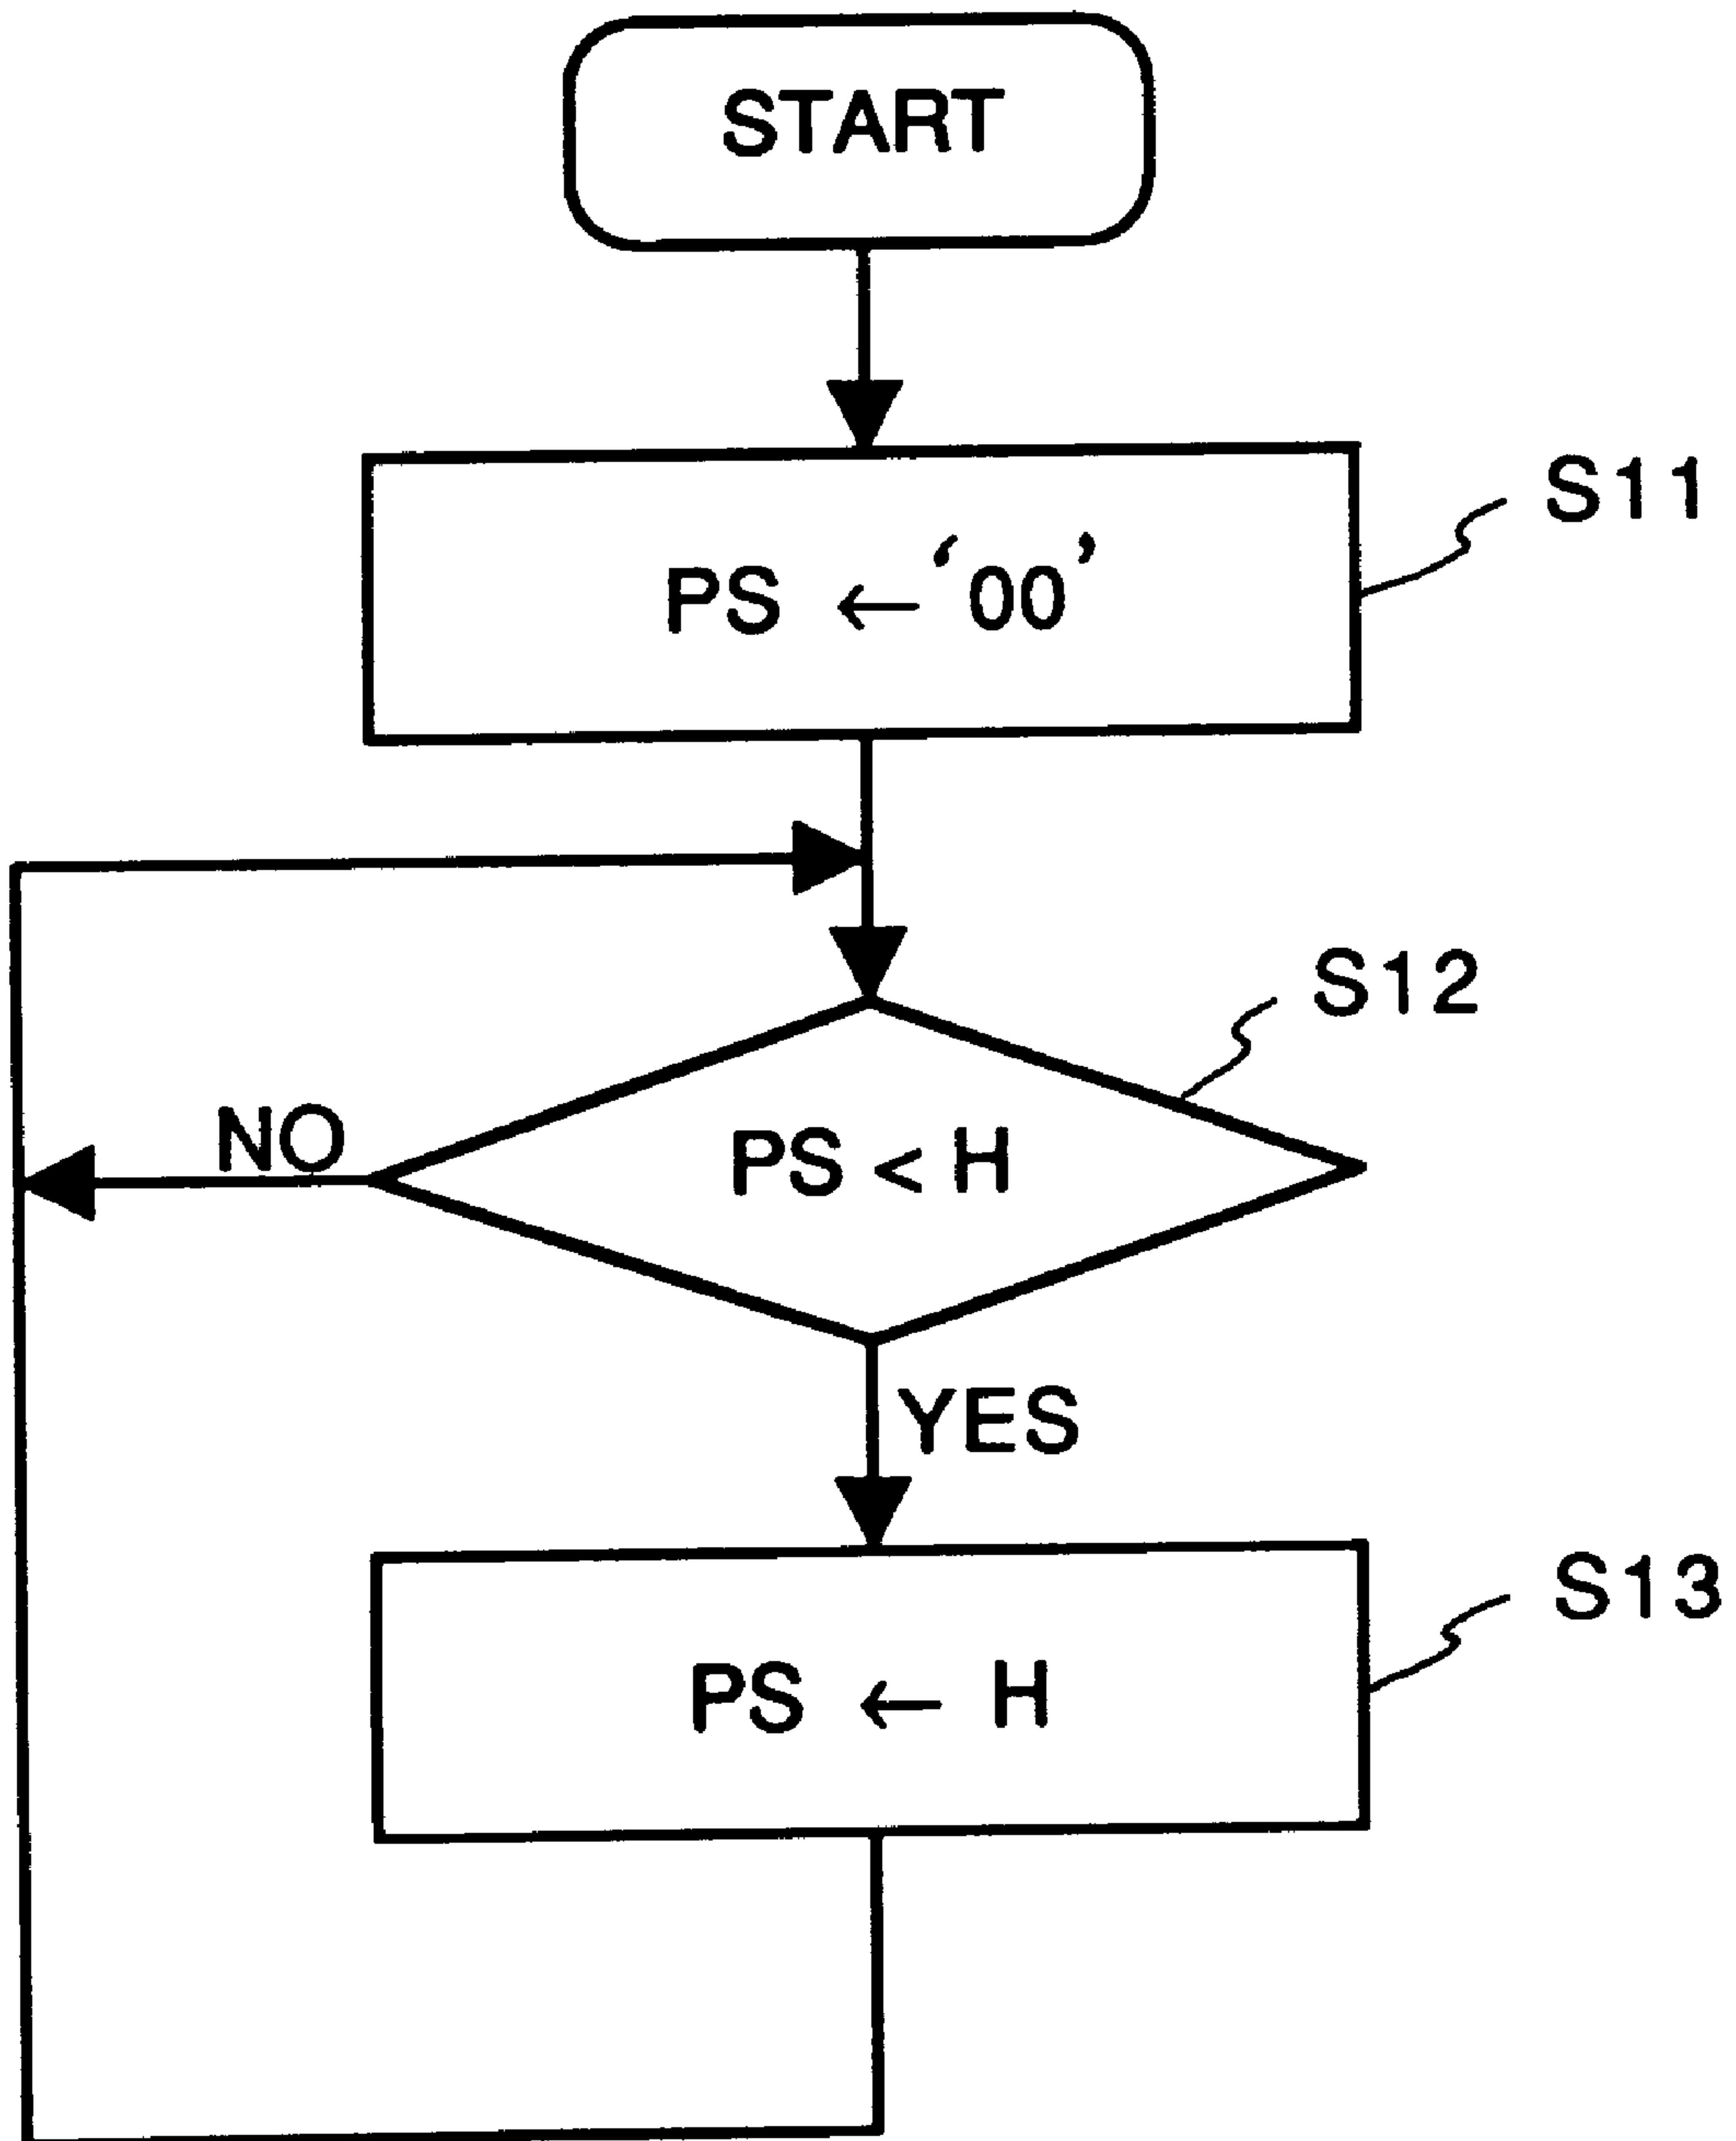 START
S11
PS ← ‘00’
S12
NO
PS < H
YES
S13
PS ← H